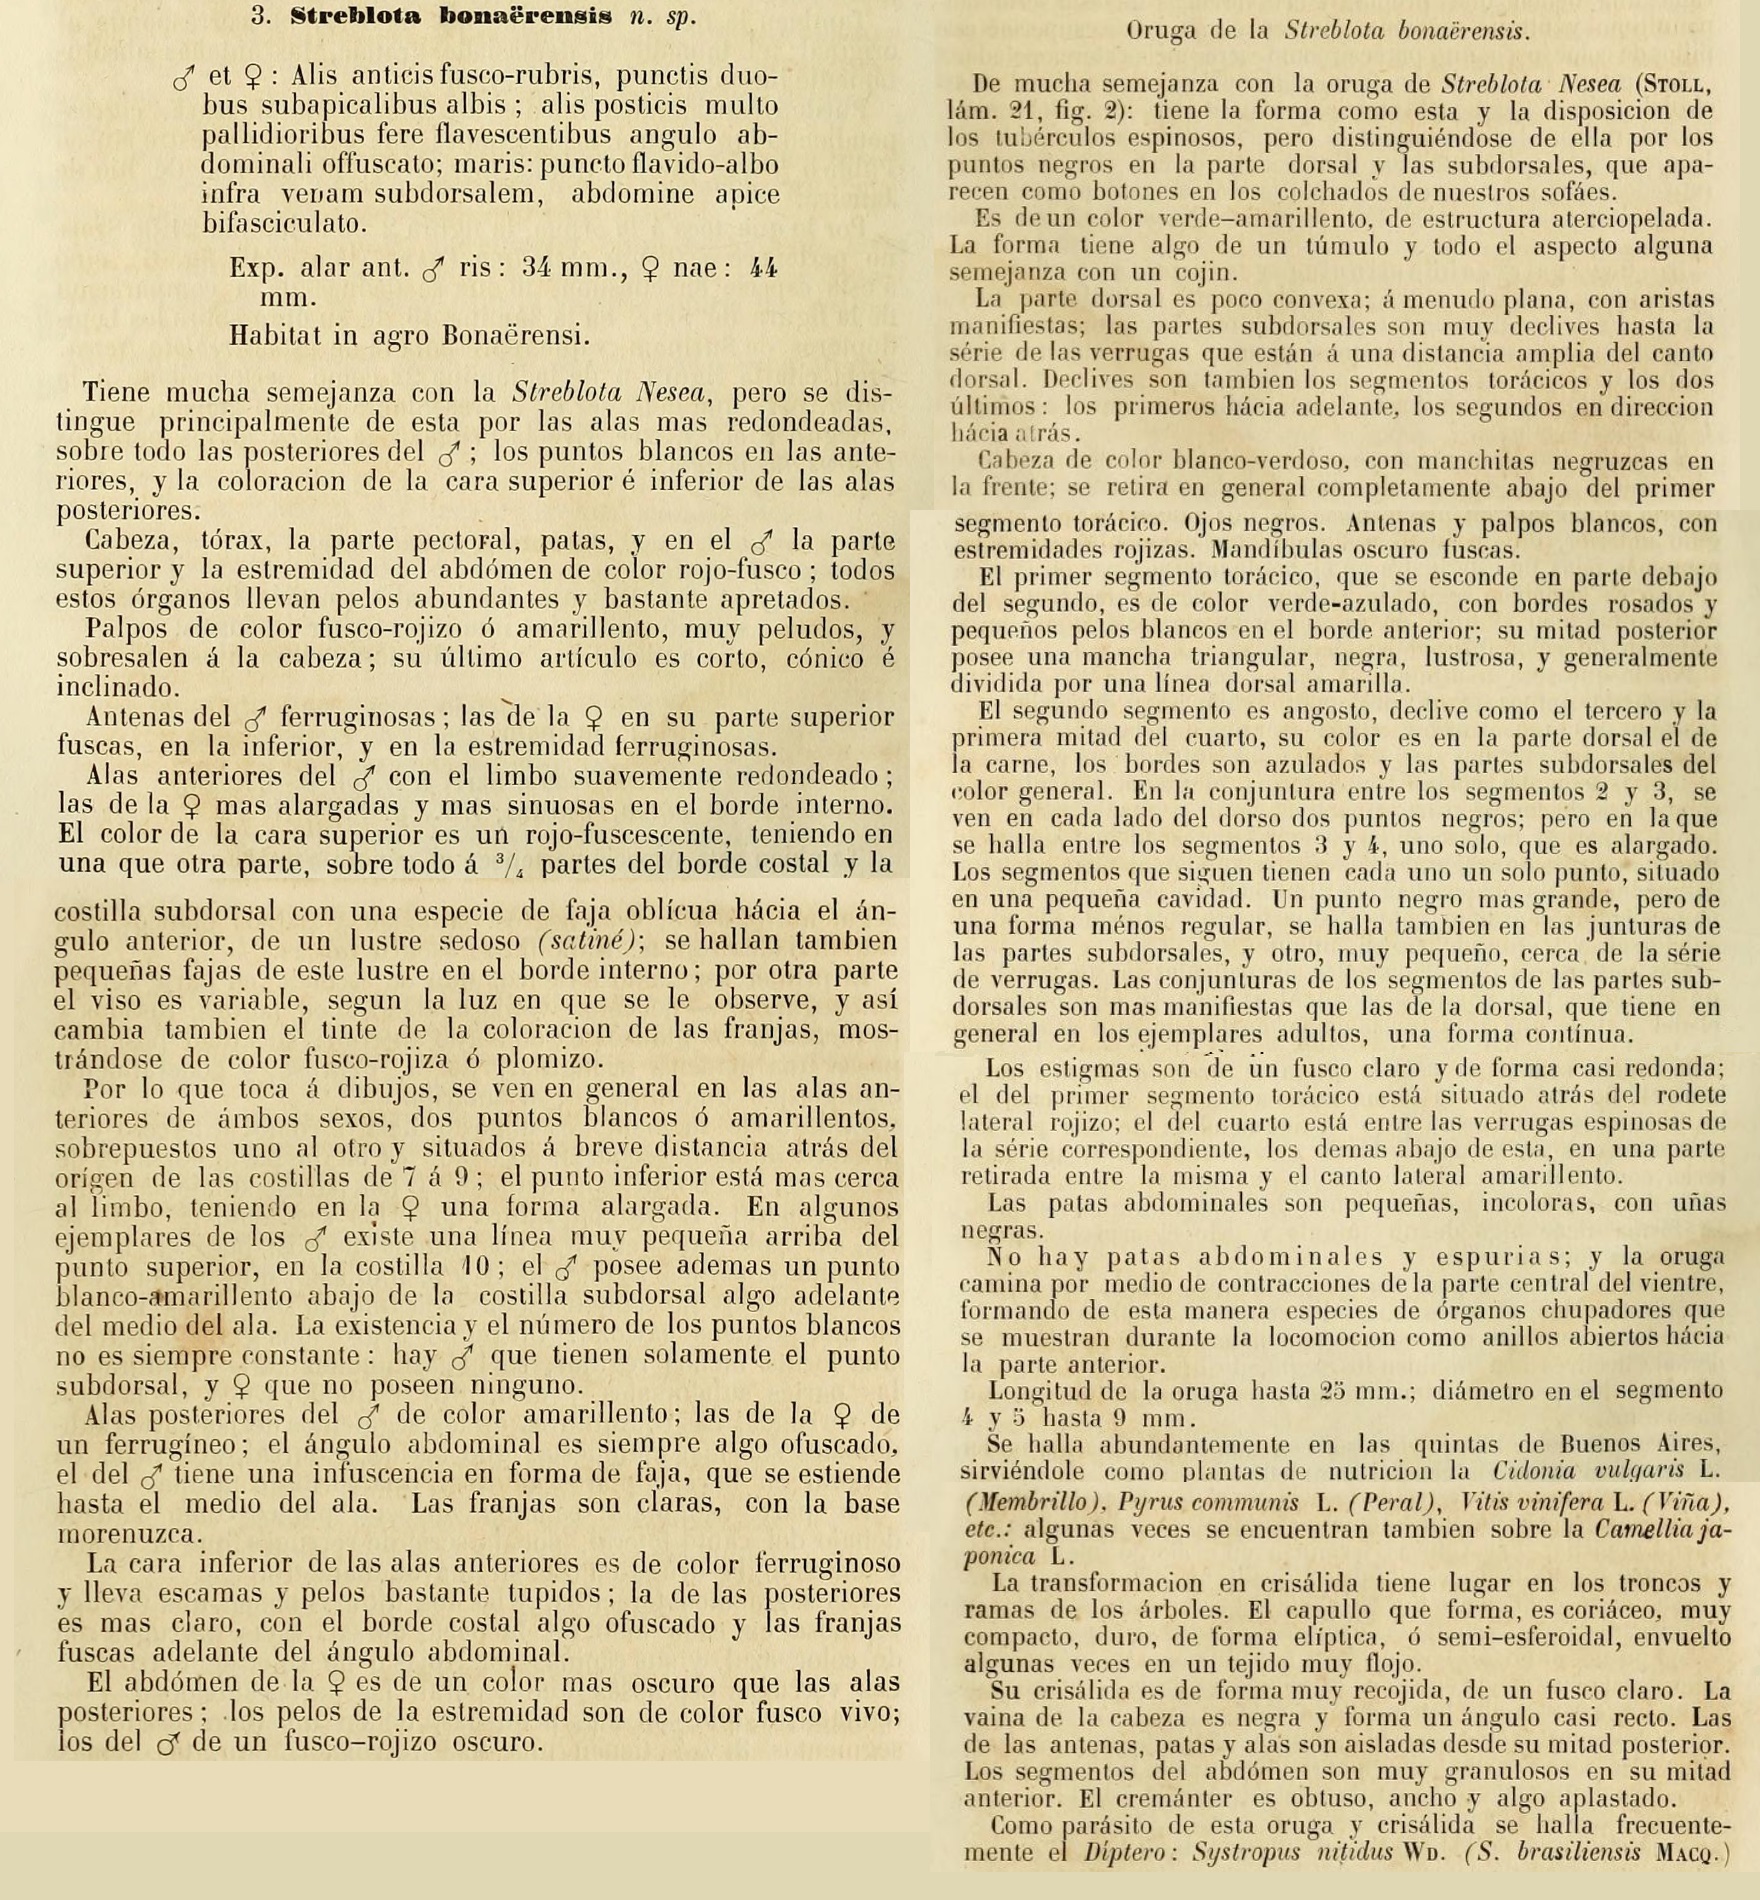 3. Streblota bonaërensis n. sp.
♂ et ♀ : Alis anticis fusco-rubris, punctis duo-
bus subapicalibus albis ; alis posticis multo
pallidioribus fere flavescentibus angulo ab-
dominali offuscato; maris: puncto flavido-albo
infra venam subdorsalem, abdomine apice
bifasciculato.
Exp. alar ant. ♂ ris : 34 mm., ♀ nae : 44
mm.
Habitat in agro Bonaërensi.
Tiene mucha semejanza con la Streblota Nesea, pero se dis-
tingue principalmente de esta por las alas mas redondeadas,
sobre todo las posteriores del ♂ ; los puntos blancos en las ante-
riores, y la coloracion de la cara superior é inferior de las alas
posteriores.
Cabeza, tórax, la parte pectoral, patas, y en el ♂ la parte
superior y la estremidad del abdómen de color rojo-fusco ; todos
estos órganos llevan pelos abundantes y bastante apretados.
Palpos de color fusco-rojizo ó amarillento, muy peludos, y
sobresalen á la cabeza ; su último artículo es corto, cónico é
inclinado.
Antenas del ♂ ferruginosas ; las de la ♀ en su parte superior
fuscas, en la inferior, y en la estremidad ferruginosas.
Alas anteriores del ♂ con el limbo suavemente redondeado ;
las de la ♀ mas alargadas y mas sinuosas en el borde interno.
El color de la cara superior es un rojo-fuscescente, teniendo en
una que otra parte, sobre todo á 3/4 partes del borde costal y la
costilla subdorsal con una especie de faja oblícua hácia el án-
gulo anterior, de un lustre sedoso (satiné); se hallan tambien
pequeñas fajas de este lustre en el borde interno ; por otra parte
el viso es variable, segun la luz en que se le observe, y así
cambia tambien el tinte de la coloracion de las franjas, mos-
trándose de color fusco-rojiza ó plomizo.
Por lo que toca á dibujos, se ven en general en las alas an-
teriores de ámbos sexos, dos puntos blancos ó amarillentos,
sobrepuestos uno al otro y situados á breve distancia atrás del
orígen de las costillas de 7 á 9 ; el punto inferior está mas cerca
al limbo, teniendo en la ♀ una forma alargada. En algunos
ejemplares de los ♂ existe una línea muy pequeña arriba del
punto superior, en la costilla 10 ; el ♂ posee ademas un punto
blanco-amarillento abajo de la costilla subdorsal algo adelante
del medio del ala. La existencia y el número de los puntos blancos
no es siempre constante : hay ♂ que tienen solamente el punto
subdorsal, y ♀ que no poseen ninguno.
Alas posteriores del ♂ de color amarillento ; las de la ♀ de
un ferrugíneo ; el ángulo abdominal es siempre algo ofuscado,
el del ♂ tiene una infuscencia en forma de faja, que se estiende
hasta el medio del ala. Las franjas son claras, con la base
morenuzca.
La cara inferior de las alas anteriores es de color ferruginoso
y lleva escamas y pelos bastante tupidos ; la de las posteriores
es mas claro, con el borde costal algo ofuscado y las franjas
fuscas adelante del ángulo abdominal.
El abdómen de la ♀ es de un color mas oscuro que las alas
posteriores ; los pelos de la estremidad son de color fusco vivo;
los del ♂ de un fusco-rojizo oscuro.
Oruga de la Streblota bonaërensis.
De mucha semejanza con la oruga de Streblota Nesea (STOLL,
lám. 21, fig. 2): tiene la forma como esta y la disposicion de
los tubérculos espinosos, pero distinguiéndose de ella por los
puntos negros en la parte dorsal y las subdorsales, que apa-
recen como botones en los colchados de nuestros sofáes.
Es de un color verde-amarillento, de estructura aterciopelada.
La forma tiene algo de un túmulo y todo el aspecto alguna
semejanza con un cojin.
La parte dorsal es poco convexa; á menudo plana, con aristas
manifiestas; las partes subdorsales son muy declives hasta la
série de las verrugas que están á una distancia amplia del canto
dorsal. Declives son tambien los segmentos torácicos y los dos
últimos : los primeros hácia adelante, los segundos en direccion
hácia atrás.
Cabeza de color blanco-verdoso, con manchitas negruzcas en
la frente; se retira en general completamente abajo del primer
segmento torácico. Ojos negros. Antenas y palpos blancos, con
estremidades rojizas. Mandíbulas oscuro fuscas.
El primer segmento torácico, que se esconde en parte debajo
del segundo, es de color verde-azulado, con bordes rosados y
pequeños pelos blancos en el borde anterior; su mitad posterior
posee una mancha triangular, negra, lustrosa, y generalmente
dividida por una línea dorsal amarilla.
El segundo segmento es angosto, declive como el tercero y la
primera mitad del cuarto, su color es en la parte dorsal el de
la carne, los bordes son azulados y las partes subdorsales del
color general. En la conjuntura entre los segmentos 2 y 3, se
ven en cada lado del dorso dos puntos negros; pero en la que
se halla entre los segmentos 3 y 4, uno solo, que es alargado.
Los segmentos que siguen tienen cada uno un solo punto, situado
en una pequeña cavidad. Un punto negro mas grande, pero de
una forma ménos regular, se halla tambien en las junturas de
las partes subdorsales, y otro, muy pequeño, cerca de la série
de verrugas. Las conjunturas de los segmentos de las partes sub-
dorsales son mas manifiestas que las de la dorsal, que tiene en
general en los ejemplares adultos, una forma contínua.
Los estigmas son de un fusco claro y de forma casi redonda;
el del primer segmento torácico está situado atrás del rodete
lateral rojizo; el del cuarto está entre las verrugas espinosas de
la série correspondiente, los demas abajo de esta, en una parte
retirada entre la misma y el canto lateral amarillento.
Las patas abdominales son pequeñas, incoloras, con uñas
negras.
No hay patas abdominales y espurias; y la oruga
camina por medio de contracciones de la parte central del vientre,
formando de esta manera especies de órganos chupadores que
se muestran durante la locomocion como anillos abiertos hácia
la parte anterior.
Longitud de la oruga hasta 25 mm.; diámetro en el segmento
4 y 5 hasta 9 mm.
Se halla abundantemente en las quintas de Buenos Aires,
sirviéndole como plantas de nutricion la Cidonia vulgaris L.
(Membrillo), Pyrus communis L. (Peral), Vitis vinifera L. (Viña),
etc.: algunas veces se encuentran tambien sobre la Camellia ja-
ponica L.
La transformacion en crisálida tiene lugar en los troncos y
ramas de los árboles. El capullo que forma, es coriáceo, muy
compacto, duro, de forma elíptica, ó semi-esferoidal, envuelto
algunas veces en un tejido muy flojo.
Su crisálida es de forma muy recojida, de un fusco claro. La
vaina de la cabeza es negra y forma un ángulo casi recto. Las
de las antenas, patas y alas son aisladas desde su mitad posterior.
Los segmentos del abdómen son muy granulosos en su mitad
anterior. El cremánter es obtuso, ancho y algo aplastado.
Como parásito de esta oruga y crisálida se halla frecuente-
mente el Díptero : Systropus nitidus WD. (S. brasiliensis MACQ.)